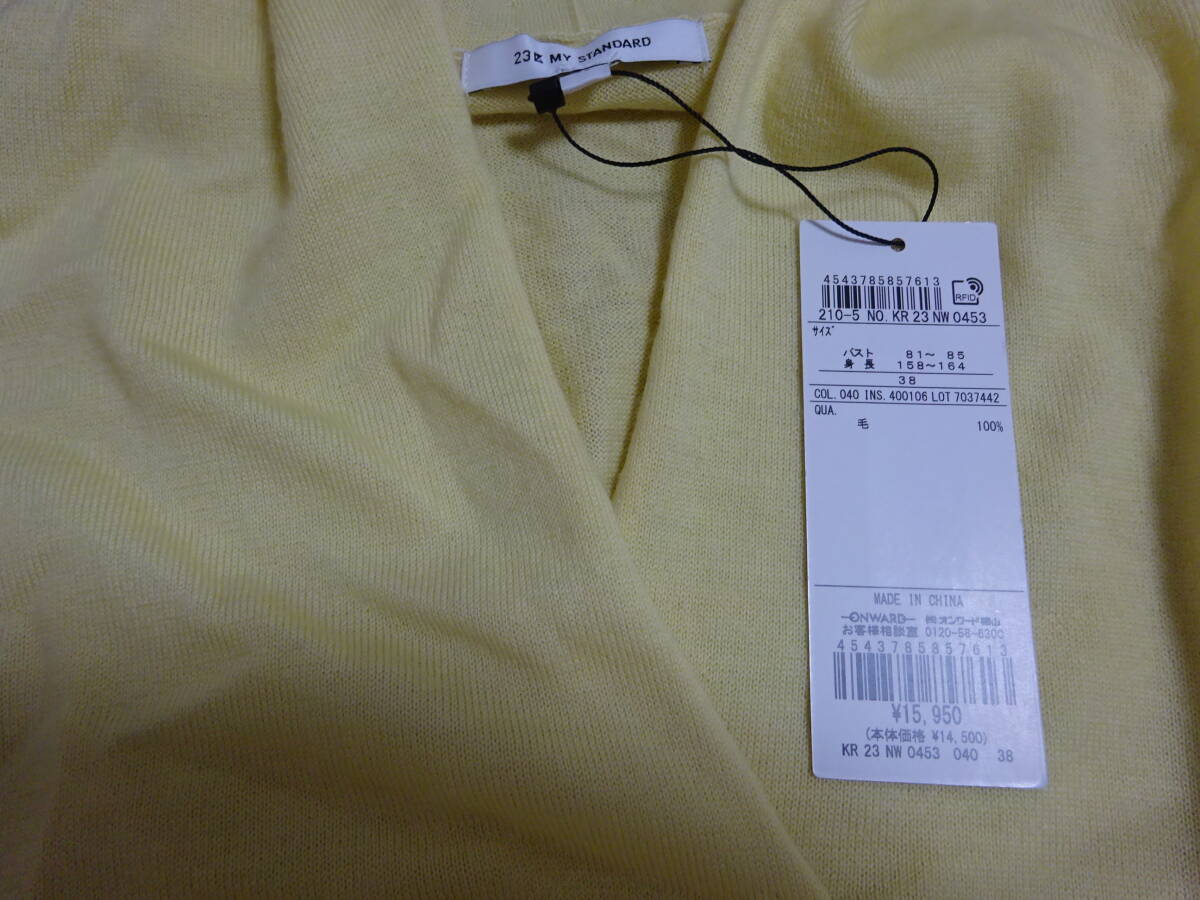 23区 MY STANDARD
4543785857613
RFID
210-5 NO. KR 23 NW 0453
ｻｲｽﾞ
バスト 81～ 85
身 長 158～164
38
COL. 040 INS. 400106 LOT 7037442
QUA.
毛 100%
MADE IN CHINA
ONWARD ㈱オンワード樫山
お客様相談室 0120-58-6300
4543785857613
¥15,950
(本体価格 ¥14,500)
KR 23 NW 0453 040 38